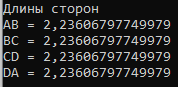 Длины сторон
AB = 2,23606797749979
BC = 2,23606797749979
CD = 2,23606797749979
DA = 2,23606797749979